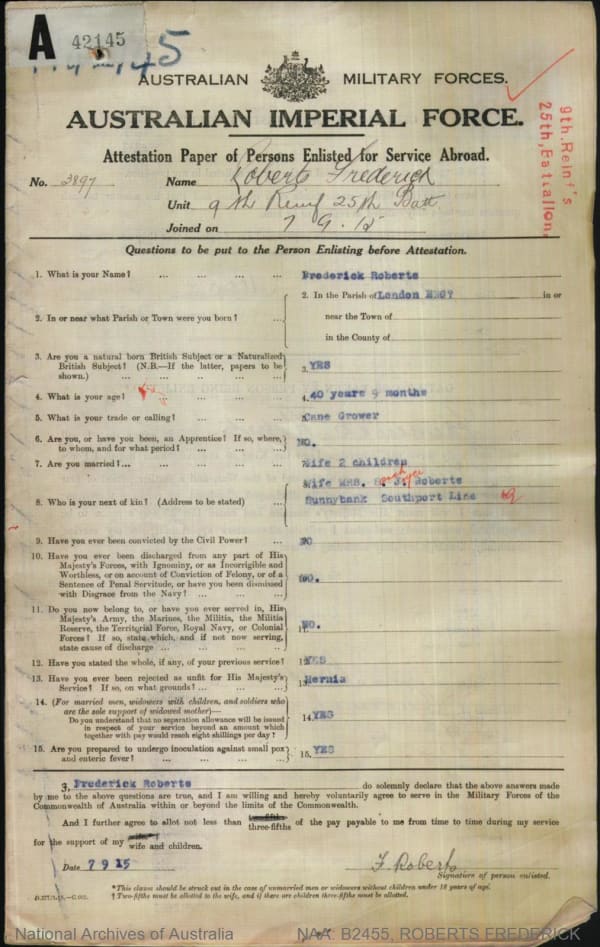 A
42145
AUSTRALIAN MILITARY FORCES.
AUSTRALIAN IMPERIAL FORCE.
9th.Reinf's
25th,Battalion.
Attestation Paper of Persons Enlisted for Service Abroad.
No. 3897 Name Roberts Frederick
Unit 9th Reinf 25th Batt
Joined on 7 9.15
Questions to be put to the Person Enlisting before Attestation.
1. What is your Name? ... ... ... ... Frederick Roberts
2. In or near what Parish or Town were you born? ... 2. In the Parish of London ENG? in or
near the Town of
in the County of
3. Are you a natural born British Subject or a Naturalized British Subject? (N.B.—If the latter, papers to be shown.) ... ... ... ... 3. YES
4. What is your age? ... ... ... 4. 40 years 9 months
5. What is your trade or calling? ... ... ... Cane Grower
6. Are you, or have you been, an Apprentice? If so, where, to whom, and for what period? ... ... ... NO.
7. Are you married?... ... ... ... 7 Wife 2 children
8. Who is your next of kin? (Address to be stated) ... Wife MRS. S. J. Roberts
Sunnybank Southport Line
9. Have you ever been convicted by the Civil Power? ... NO
10. Have you ever been discharged from any part of His Majesty's Forces, with Ignominy, or as Incorrigible and Worthless, or on account of Conviction of Felony, or of a Sentence of Penal Servitude, or have you been dismissed with Disgrace from the Navy? ... ... ... NO.
11. Do you now belong to, or have you ever served in, His Majesty's Army, the Marines, the Militia, the Militia Reserve, the Territorial Force, Royal Navy, or Colonial Forces? If so, state which, and if not now serving, state cause of discharge ... ... ... 11. NO.
12. Have you stated the whole, if any, of your previous service? 12 YES
13. Have you ever been rejected as unfit for His Majesty's Service? If so, on what grounds? ... ... ... 13. Hernia
14. (For married men, widowers with children, and soldiers who are the sole support of widowed mother)—
Do you understand that no separation allowance will be issued in respect of your service beyond an amount which together with pay would reach eight shillings per day? 14. YES
15. Are you prepared to undergo inoculation against small pox and enteric fever? ... ... ... ... 15. YES
I, Frederick Roberts do solemnly declare that the above answers made
by me to the above questions are true, and I am willing and hereby voluntarily agree to serve in the Military Forces of the
Commonwealth of Australia within or beyond the limits of the Commonwealth.
And I further agree to allot not less than two-fifths three-fifths of the pay payable to me from time to time during my service
for the support of my wife and children.
Date 7 9 15 F. Roberts
Signature of person enlisted.
*This clause should be struck out in the case of unmarried men or widowers without children under 18 years of age.
† Two-fifths must be allotted to the wife, and if there are children three-fifths must be allotted.
National Archives of Australia NAA: B2455, ROBERTS FREDERICK